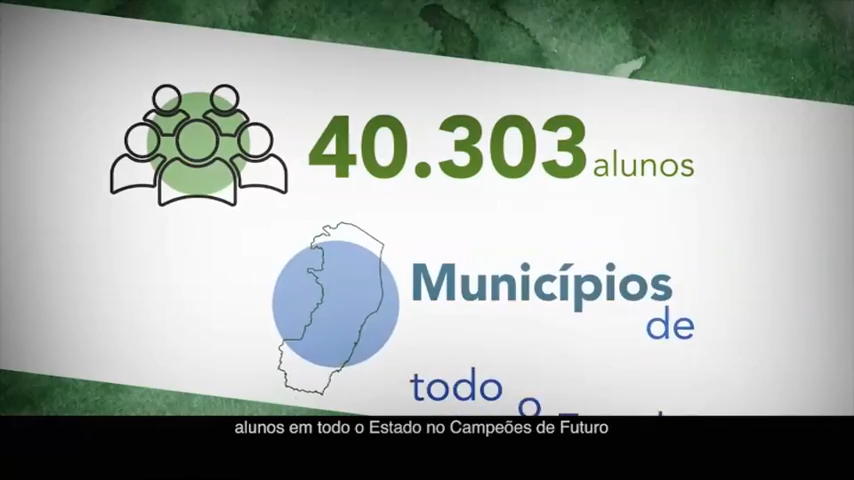 40.303 alunos
Municípios
de
todo
o
alunos em todo o Estado no Campeões de Futuro